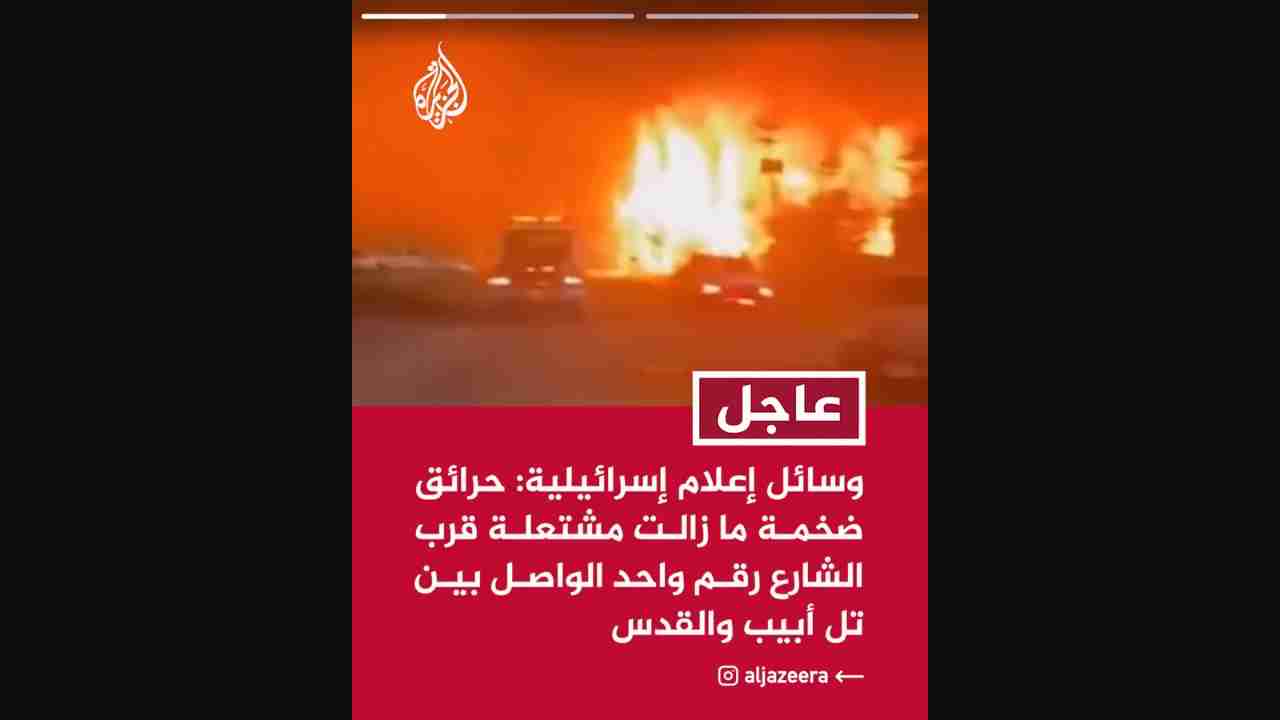 الجزيرة
عاجل
وسائل إعلام إسرائيلية: حرائق
ضخمة ما زالت مشتعلة قرب
الشارع رقم واحد الواصل بين
تل أبيب والقدس
aljazeera